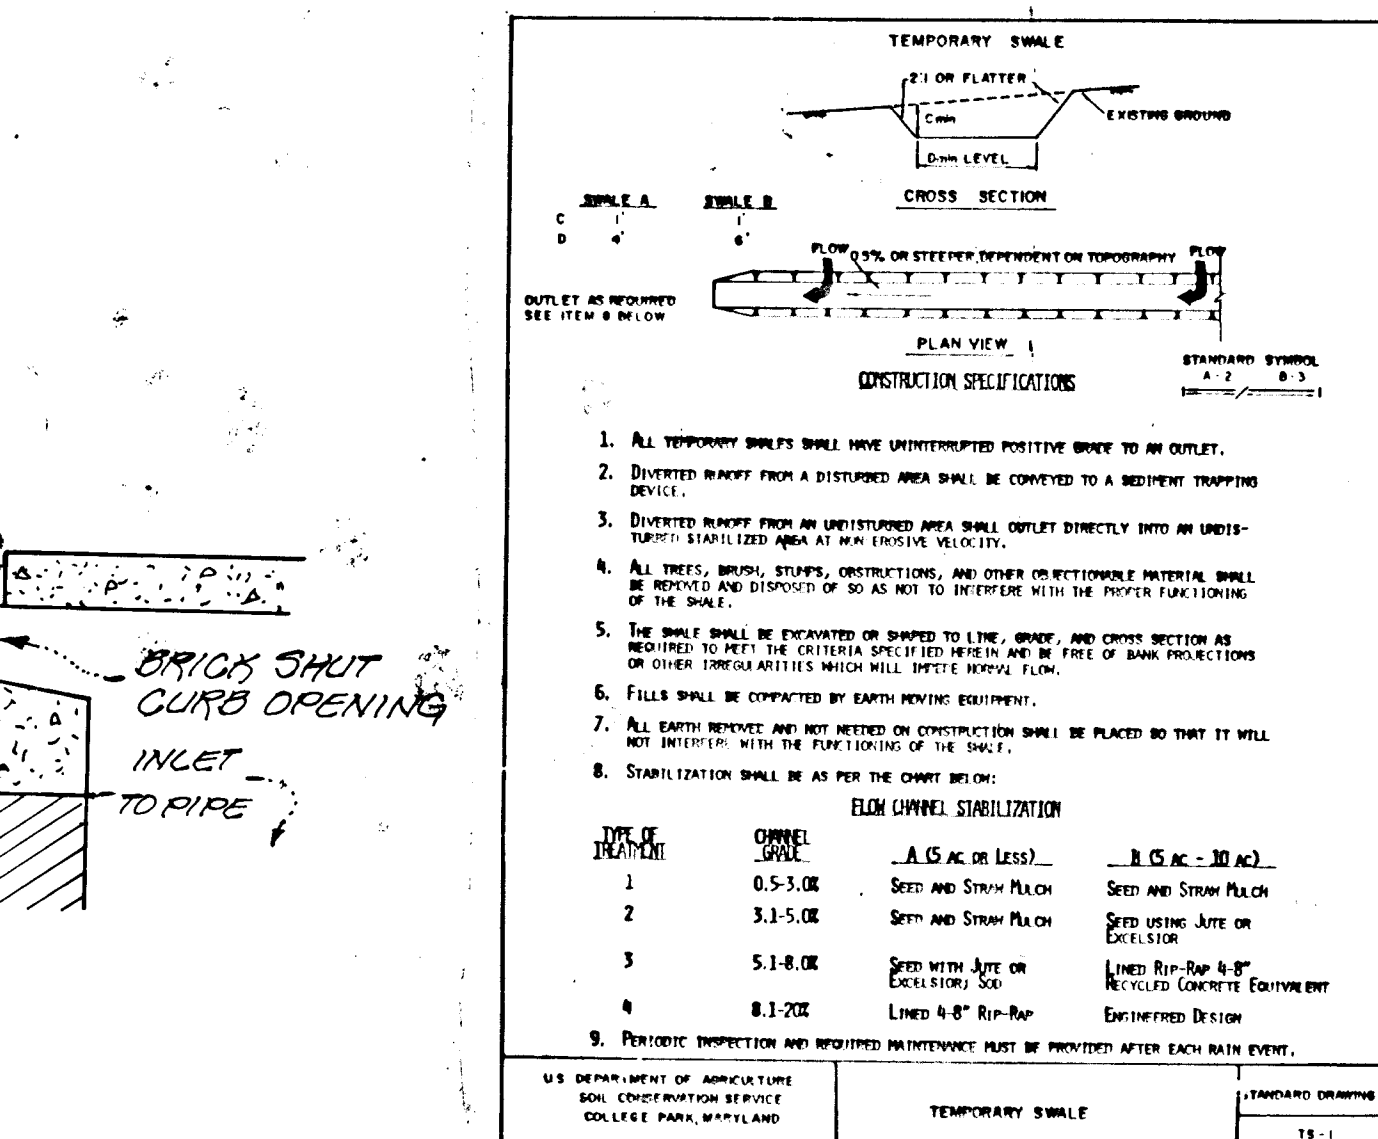 TEMPORARY SWALE
2:1 OR FLATTER
C min
EXISTING GROUND
D min LEVEL
CROSS SECTION
SWALE A SWALE B
C 1' 1'
D 4' 6'
FLOW 0.5% OR STEEPER, DEPENDENT ON TOPOGRAPHY FLOW
OUTLET AS REQUIRED
SEE ITEM 8 BELOW
PLAN VIEW
STANDARD SYMBOL
A-2 B-3
CONSTRUCTION SPECIFICATIONS
1. ALL TEMPORARY SWALES SHALL HAVE UNINTERRUPTED POSITIVE GRADE TO AN OUTLET.
2. DIVERTED RUNOFF FROM A DISTURBED AREA SHALL BE CONVEYED TO A SEDIMENT TRAPPING
DEVICE.
3. DIVERTED RUNOFF FROM AN UNDISTURBED AREA SHALL OUTLET DIRECTLY INTO AN UNDIS-
TURBED STABILIZED AREA AT NON EROSIVE VELOCITY.
4. ALL TREES, BRUSH, STUMPS, OBSTRUCTIONS, AND OTHER OBJECTIONABLE MATERIAL SHALL
BE REMOVED AND DISPOSED OF SO AS NOT TO INTERFERE WITH THE PROPER FUNCTIONING
OF THE SWALE.
5. THE SWALE SHALL BE EXCAVATED OR SHAPED TO LINE, GRADE, AND CROSS SECTION AS
REQUIRED TO MEET THE CRITERIA SPECIFIED HEREIN AND BE FREE OF BANK PROJECTIONS
OR OTHER IRREGULARITIES WHICH WILL IMPEDE NORMAL FLOW.
6. FILLS SHALL BE COMPACTED BY EARTH MOVING EQUIPMENT.
7. ALL EARTH REMOVED AND NOT NEEDED ON CONSTRUCTION SHALL BE PLACED SO THAT IT WILL
NOT INTERFERE WITH THE FUNCTIONING OF THE SWALE.
8. STABILIZATION SHALL BE AS PER THE CHART BELOW:
FLOW CHANNEL STABILIZATION
TYPE OF TREATMENT CHANNEL GRADE A (5 AC OR LESS) B (5 AC - 10 AC)
1 0.5-3.0% SEED AND STRAW MULCH SEED AND STRAW MULCH
2 3.1-5.0% SEED AND STRAW MULCH SEED USING JUTE OR
EXCELSIOR
3 5.1-8.0% SEED WITH JUTE OR LINED RIP-RAP 4-8"
EXCELSIOR; SOD RECYCLED CONCRETE EQUIVALENT
4 8.1-20% LINED 4-8" RIP-RAP ENGINEERED DESIGN
9. PERIODIC INSPECTION AND REQUIRED MAINTENANCE MUST BE PROVIDED AFTER EACH RAIN EVENT.
U.S. DEPARTMENT OF AGRICULTURE
SOIL CONSERVATION SERVICE
COLLEGE PARK, MARYLAND
TEMPORARY SWALE
STANDARD DRAWING
TS-1
BRICK SHUT
CURB OPENING
INLET
TO PIPE